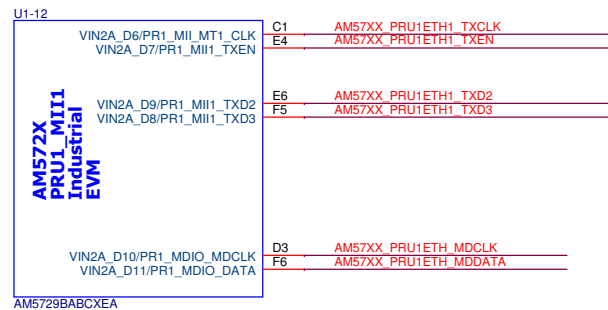 U1-12
VIN2A_D6/PR1_MII_MT1_CLK C1 AM57XX_PRU1ETH1_TXCLK
VIN2A_D7/PR1_MII1_TXEN E4 AM57XX_PRU1ETH1_TXEN
VIN2A_D9/PR1_MII1_TXD2 E6 AM57XX_PRU1ETH1_TXD2
VIN2A_D8/PR1_MII1_TXD3 F5 AM57XX_PRU1ETH1_TXD3
AM572X
PRU1_MII1
Industrial
EVM
VIN2A_D10/PR1_MDIO_MDCLK D3 AM57XX_PRU1ETH_MDCLK
VIN2A_D11/PR1_MDIO_DATA F6 AM57XX_PRU1ETH_MDDATA
AM5729BABCXEA